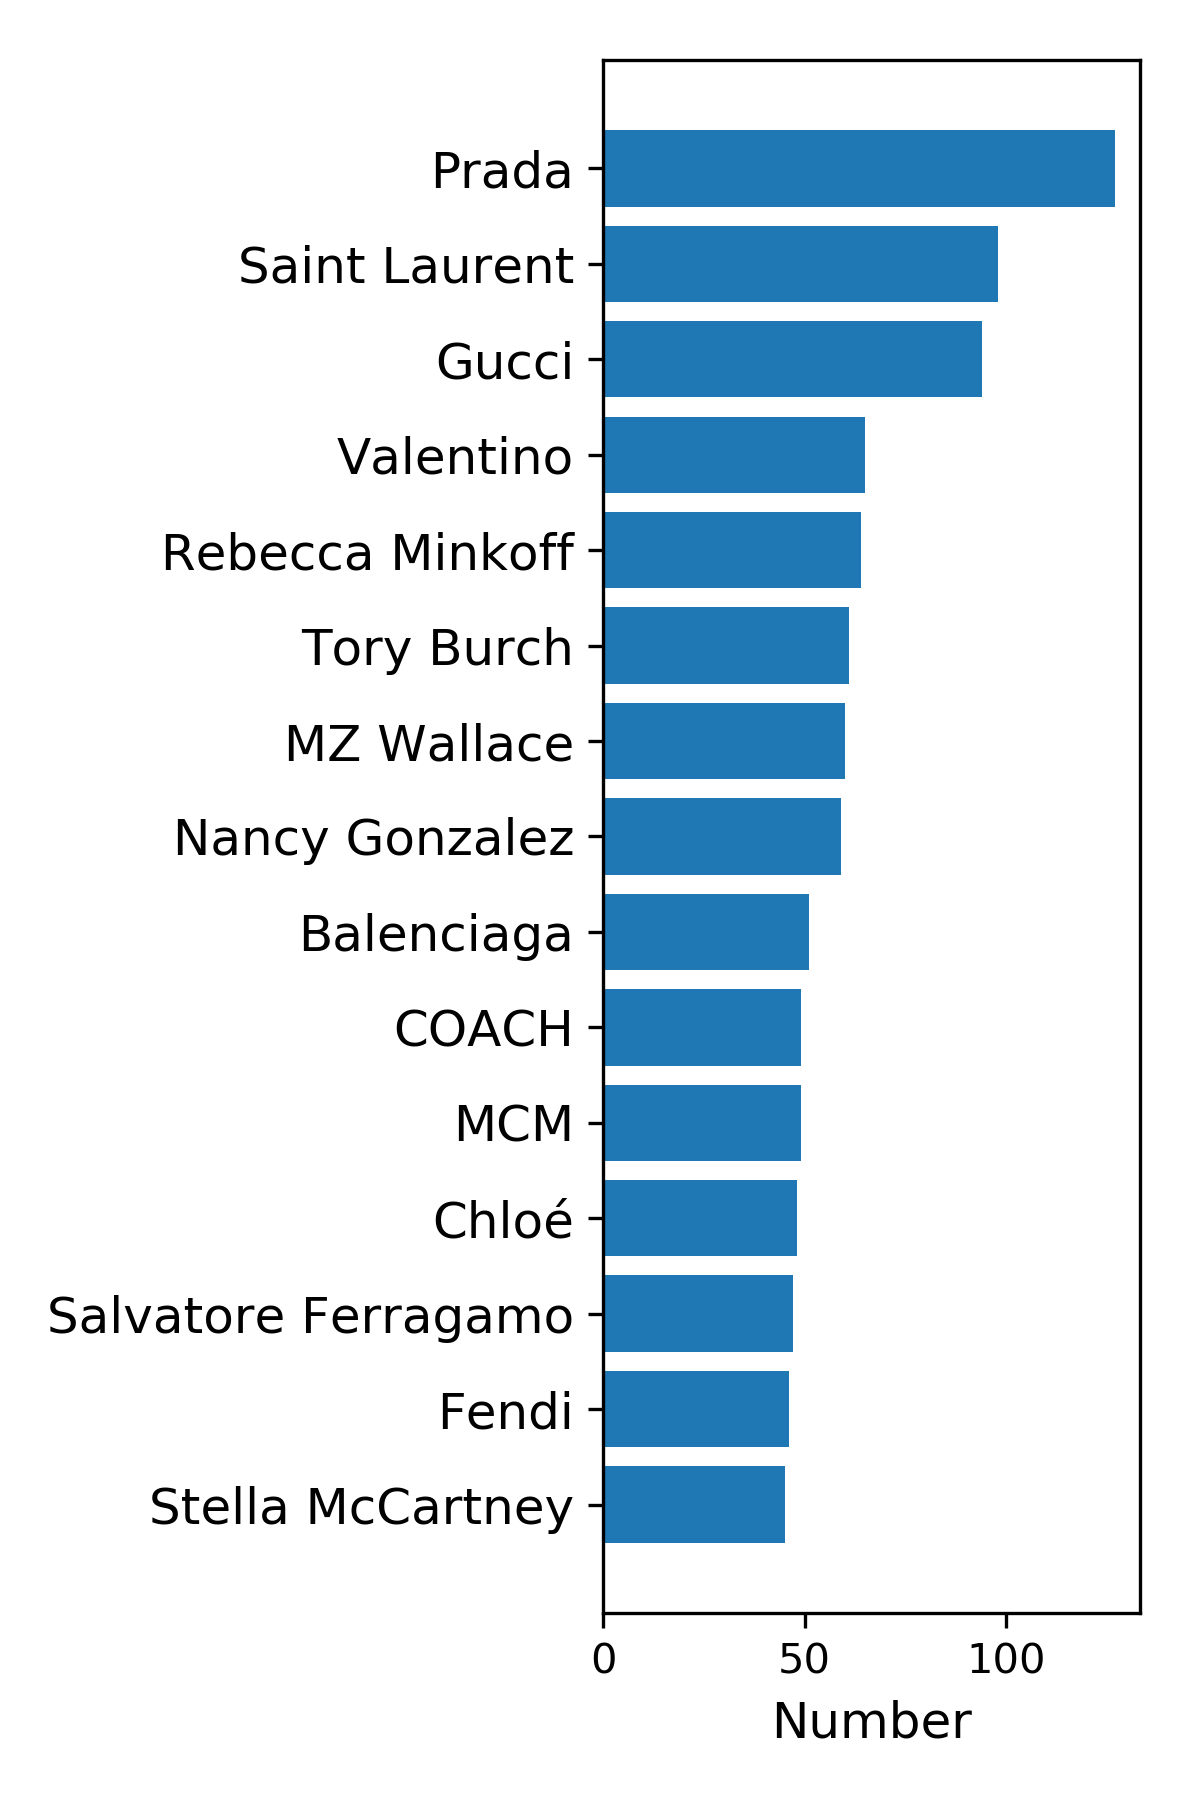 Prada
Saint Laurent
Gucci
Valentino
Rebecca Minkoff
Tory Burch
MZ Wallace
Nancy Gonzalez
Balenciaga
COACH
MCM
Chloé
Salvatore Ferragamo
Fendi
Stella McCartney
0 50 100
Number